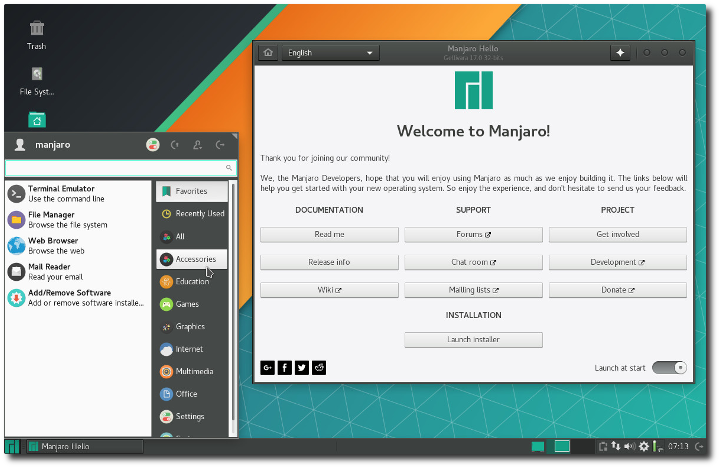 Trash
File Syst...
manjaro
Terminal Emulator
Use the command line
File Manager
Browse the file system
Web Browser
Browse the web
Mail Reader
Read your email
Add/Remove Software
Add or remove software installe...
Favorites
Recently Used
All
Accessories
Education
Games
Graphics
Internet
Multimedia
Office
Settings
English
Manjaro Hello
Gellivara 17.0 32-bits
Welcome to Manjaro!
Thank you for joining our community!
We, the Manjaro Developers, hope that you will enjoy using Manjaro as much as we enjoy building it. The links below will
help you get started with your new operating system. So enjoy the experience, and don't hesitate to send us your feedback.
DOCUMENTATION
SUPPORT
PROJECT
Read me
Forums
Get involved
Release info
Chat room
Development
Wiki
Mailling lists
Donate
INSTALLATION
Launch installer
Launch at start
Manjaro Hello
07:13